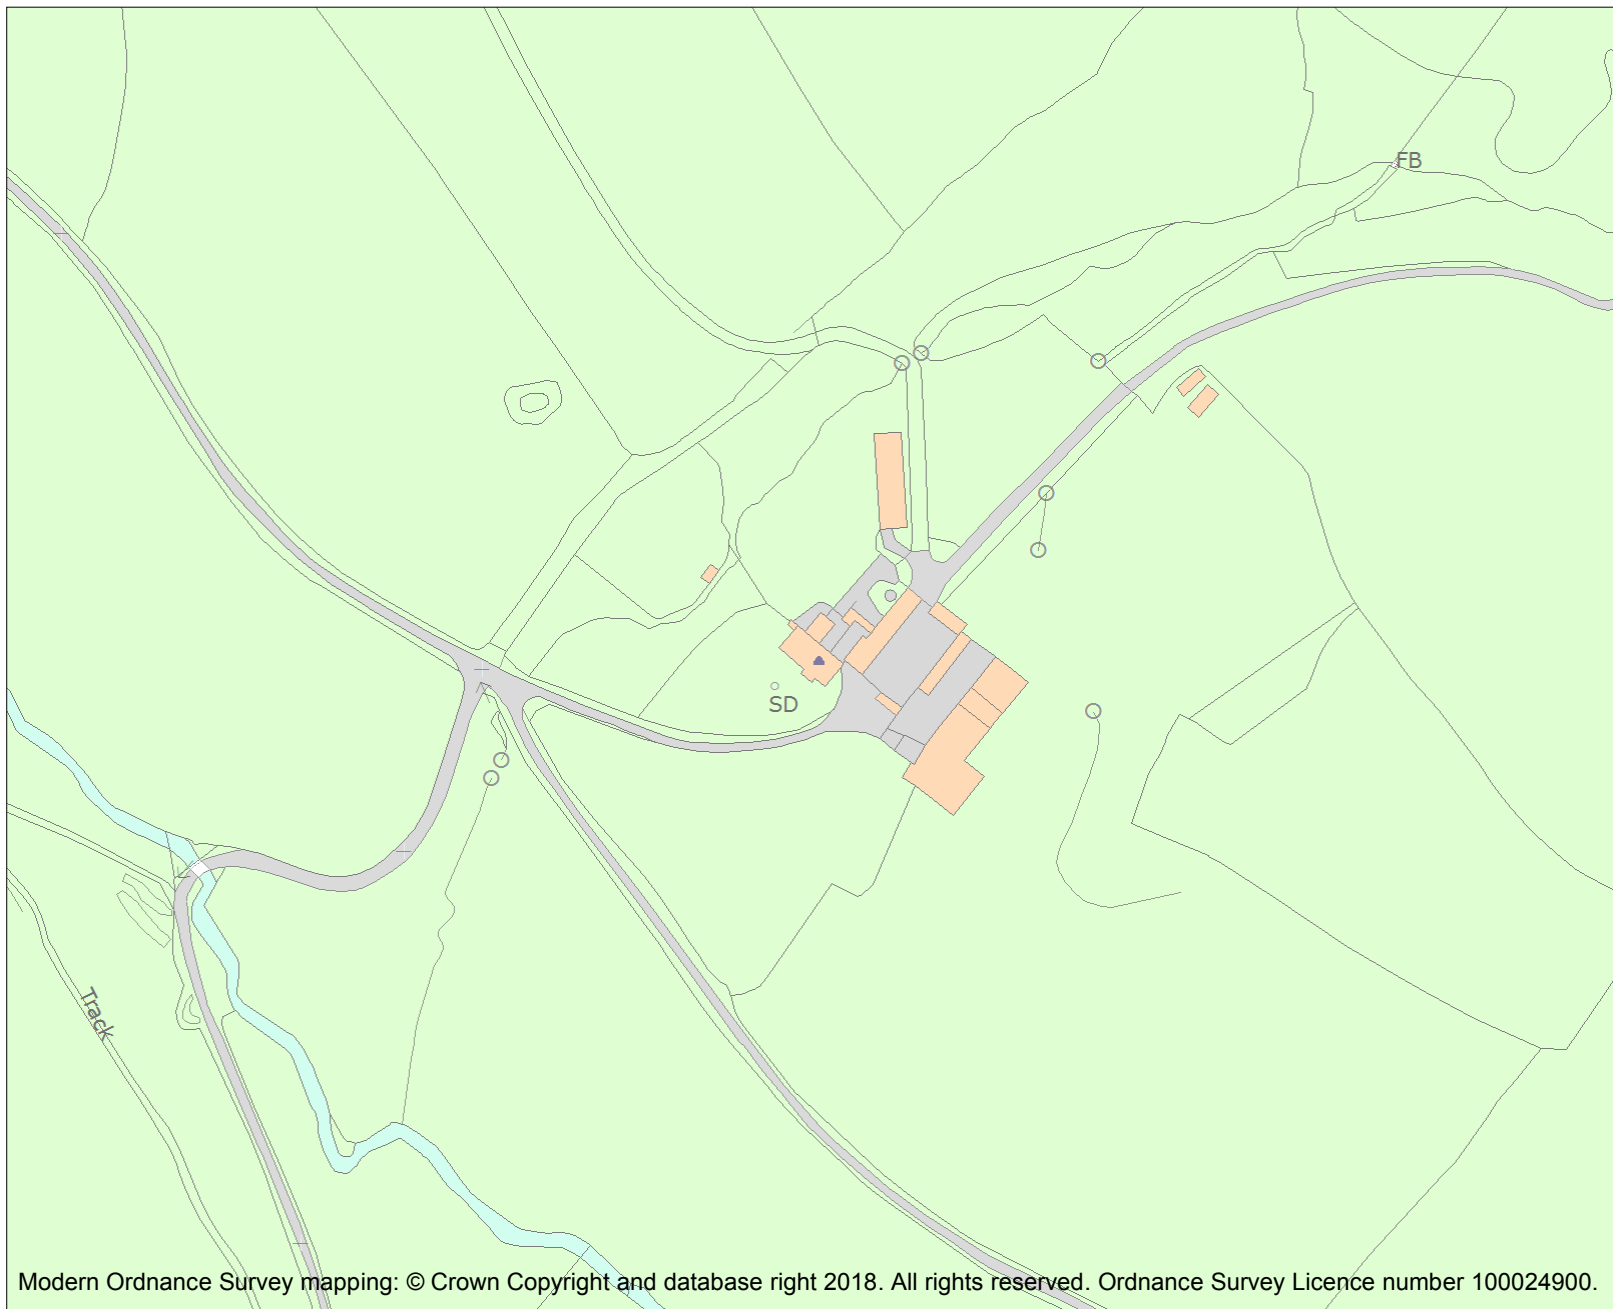 FB
SD
Track
Modern Ordnance Survey mapping: © Crown Copyright and database right 2018. All rights reserved. Ordnance Survey Licence number 100024900.